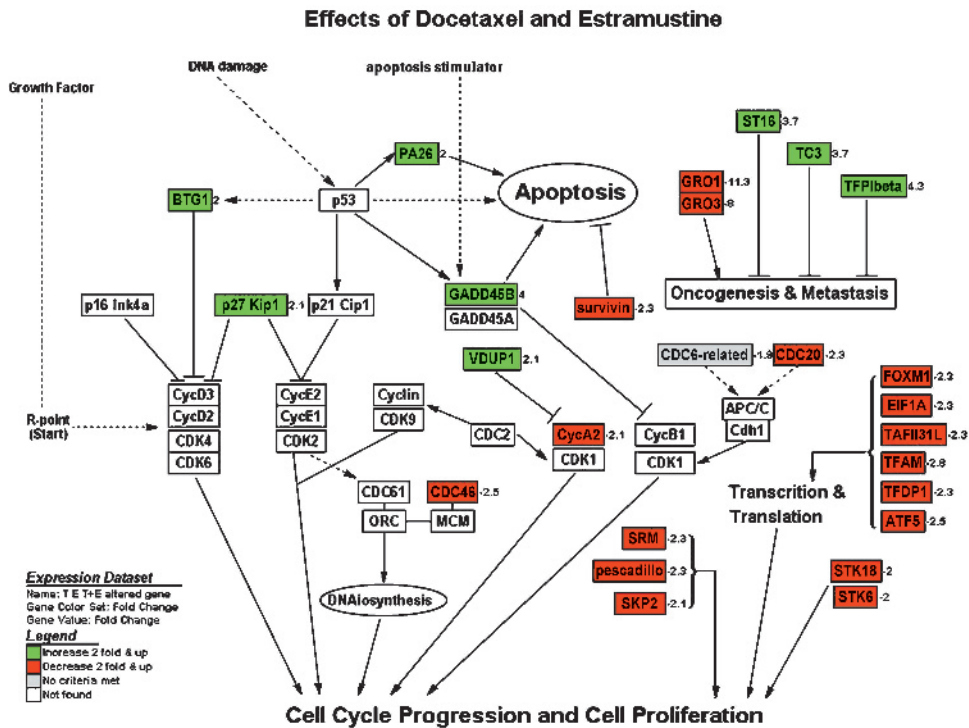 Effects of Docetaxel and Estramustine
DNA damage
apoptosis stimulator
Growth Factor
ST16 -3.7
PA26 2
TC3 -3.7
GRO1 -11.3
GRO3 -8
TFPIbeta 4.3
Apoptosis
BTG1 2
p53
GADD45B 4
GADD45A
Oncogenesis & Metastasis
p16 Ink4a
p27 Kip1 2.1
p21 Cip1
survivin -2.3
VDUP1 2.1
CDC6-related -1.9
CDC20 -2.3
FOXM1 -2.3
EIF1A -2.3
TAFII31L -2.3
TFAM -2.8
TFDP1 -2.3
ATF5 -2.5
CycD3
CycD2
CDK4
CDK6
CycE2
CycE1
CDK2
Cyclin
CDK9
CDC2
CycA2 -2.1
CDK1
CycB1
CDK1
APC/C
Cdh1
R-point
(Start)
Transcrition &
Translation
CDC61
CDC46 -2.5
ORC
MCM
SRM -2.3
pescadillo -2.3
SKP2 -2.1
STK18 -2
STK6 -2
DNAiosynthesis
Expression Dataset
Name: T E T+E altered gene
Gene Color Set: Fold Change
Gene Value: Fold Change
Legend
Increase 2 fold & up
Decrease 2 fold & up
No criteria met
Not found
Cell Cycle Progression and Cell Proliferation